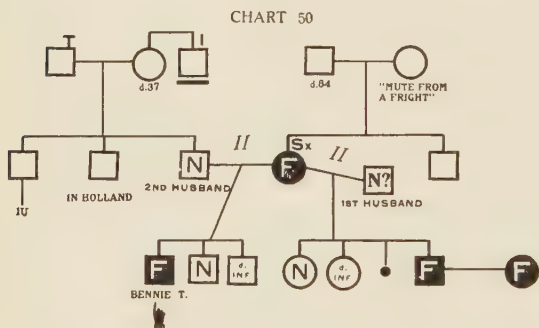 CHART 50
T
I
d.37
d.84
"MUTE FROM
A FRIGHT"
II
Sx
II
N
F
N?
2ND HUSBAND
1ST HUSBAND
IU
IN HOLLAND
F
N
d.
INF
N
d.
INF
F
F
BENNIE T.